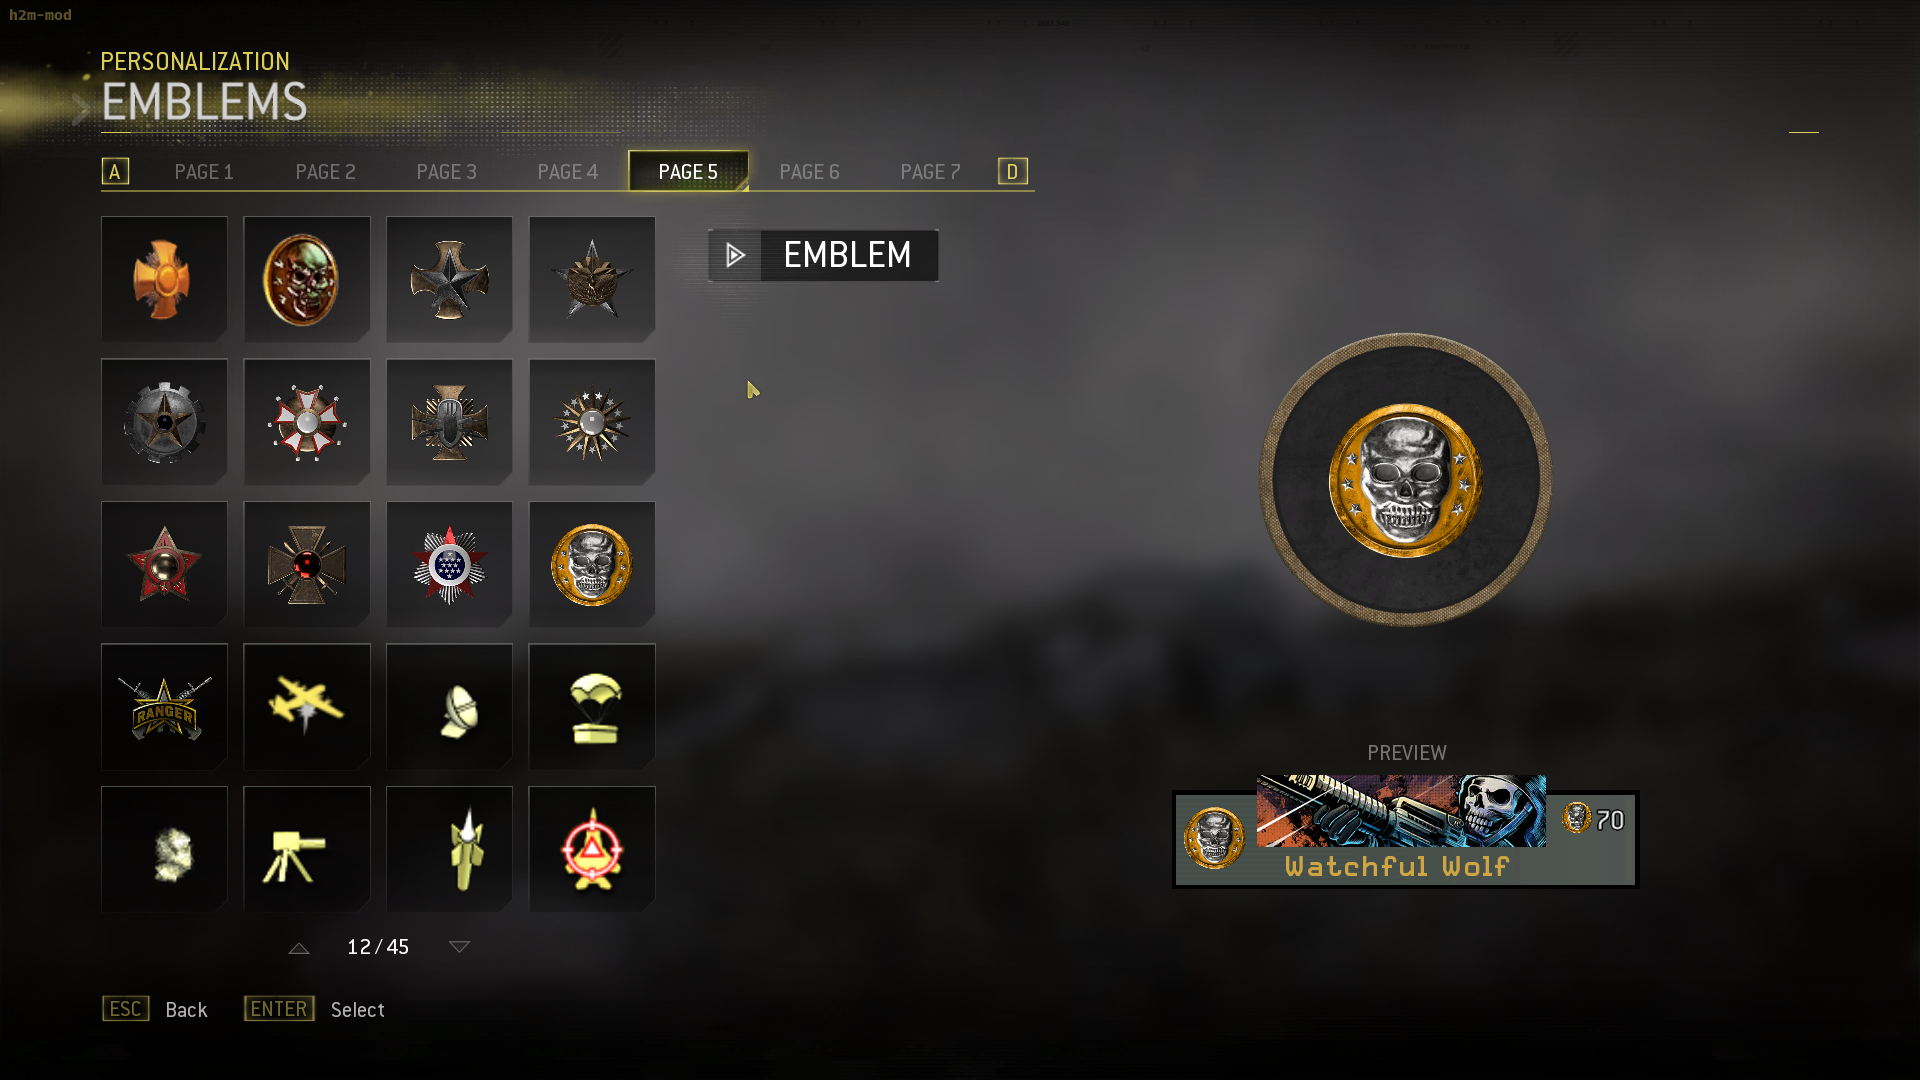 h2m-mod
PERSONALIZATION
EMBLEMS
A PAGE 1 PAGE 2 PAGE 3 PAGE 4 PAGE 5 PAGE 6 PAGE 7 D
EMBLEM
RANGER
PREVIEW
70
Watchful Wolf
12/45
ESC Back ENTER Select